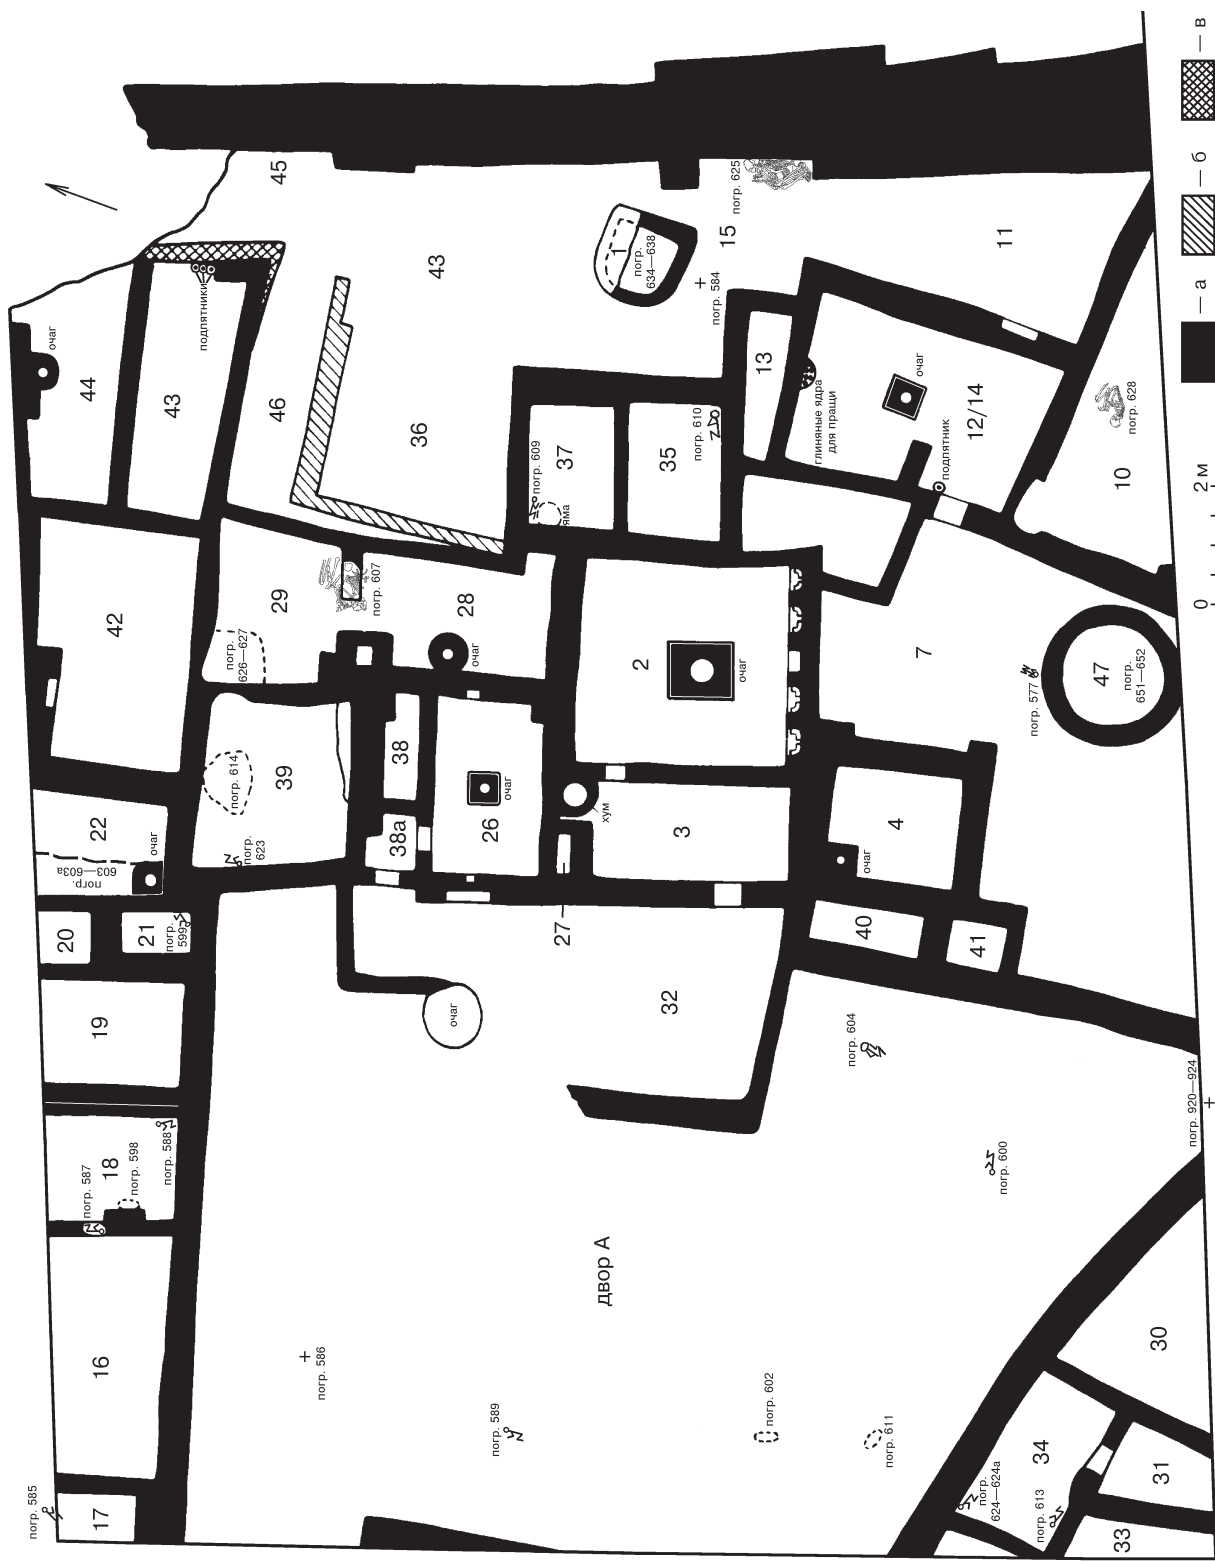 45
очаг
44
43
подпятники
46
43
36
1
погр.
634—638
15
погр. 625
+
погр. 584
11
13
глиняные ядра
для пращи
очаг
12/14
подпятник
погр. 628
10
погр. 609
37
яма
35
погр. 610
42
29
погр.
626—627
погр. 607
28
очаг
2
очаг
7
погр. 577
47
погр.
651—652
22
очаг
погр.
603—603а
39
погр. 614
погр.
623
38
38а
26
очаг
хум
27
3
4
очаг
40
41
20
21
погр.
599
19
32
очаг
погр. 604
погр. 920—924
+
18
погр. 587
погр. 598
погр. 588
погр. 600
двор А
16
+
погр. 586
погр. 589
погр. 602
погр. 611
30
34
погр.
624—624а
погр. 613
31
33
17
погр. 585
0 2 м
— а
— б
— в